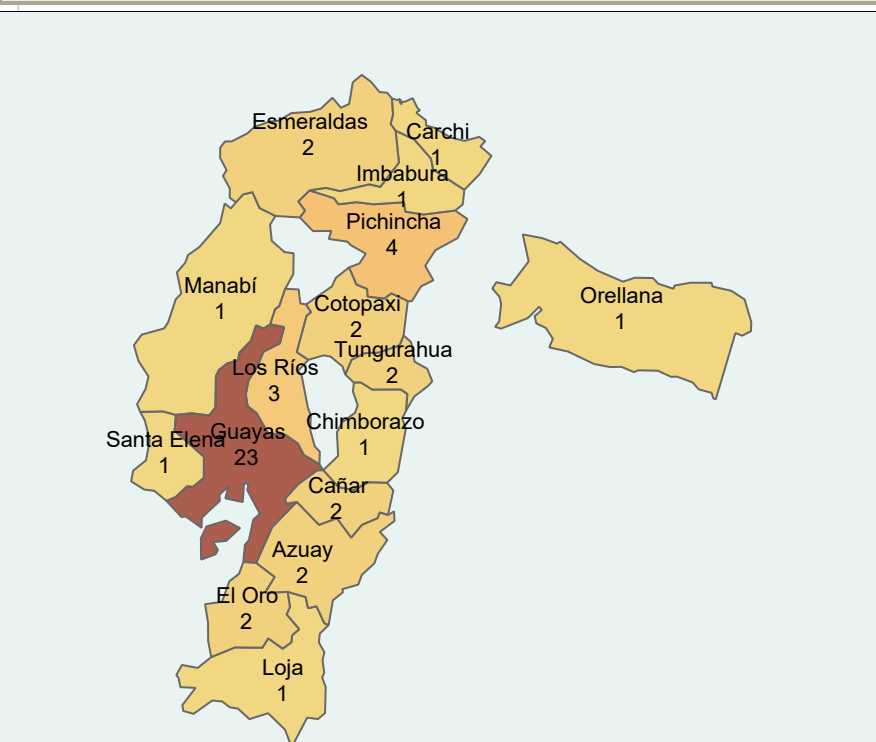 Esmeraldas
2
Carchi
1
Imbabura
1
Pichincha
4
Manabí
1
Orellana
1
Cotopaxi
2
Tungurahua
2
Los Ríos
3
Chimborazo
1
Santa Elena
1
Guayas
23
Cañar
2
Azuay
2
El Oro
2
Loja
1